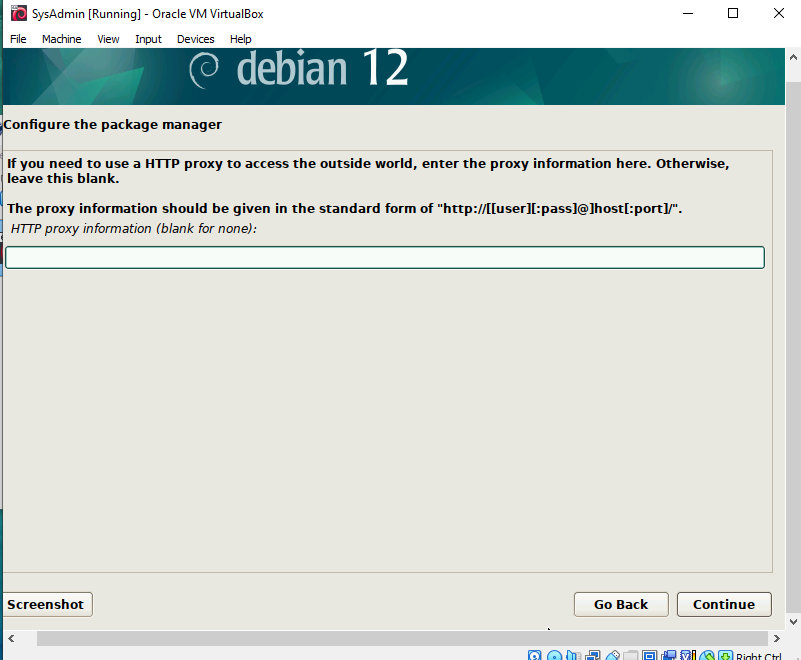 SysAdmin [Running] - Oracle VM VirtualBox
File Machine View Input Devices Help
debian 12
Configure the package manager
If you need to use a HTTP proxy to access the outside world, enter the proxy information here. Otherwise,
leave this blank.
The proxy information should be given in the standard form of "http://[[user][:pass]@]host[:port]/".
HTTP proxy information (blank for none):
Screenshot
Go Back
Continue
Right Ctrl